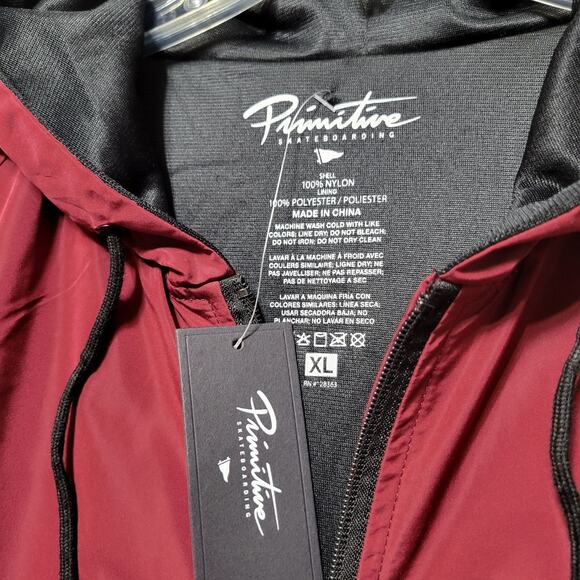 Primitive
SKATEBOARDING
SHELL
100% NYLON
LINING
100% POLYESTER / POLIESTER
MADE IN CHINA
MACHINE WASH COLD WITH LIKE
COLORS; LINE DRY; DO NOT BLEACH;
DO NOT IRON; DO NOT DRY CLEAN
LAVAR À LA MACHINE À FROID AVEC
COULERS SIMILAIRE; LIGNE DRY; NE
PAS JAVELLISER; NE PAS REPASSER;
PAS DE NETTOYAGE A SEC
LAVAR A MAQUINA FRIA CON
COLORES SIMILARES; LÍNEA SECA;
USAR SECADORA BAJA; NO
PLANCHAR; NO LAVAR EN SECO
XL
RN #: 28363
Primitive
SKATEBOARDING